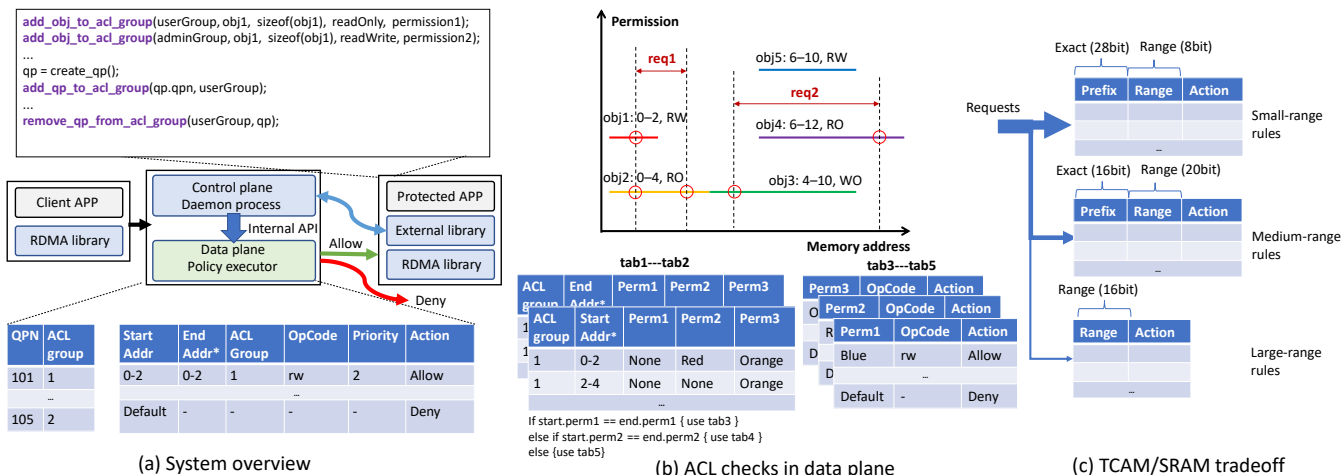 add_obj_to_acl_group(userGroup, obj1, sizeof(obj1), readOnly, permission1);
add_obj_to_acl_group(adminGroup, obj1, sizeof(obj1), readWrite, permission2);
...
qp = create_qp();
add_qp_to_acl_group(qp.qpn, userGroup);
...
remove_qp_from_acl_group(userGroup, qp);
Client APP
RDMA library
Control plane
Daemon process
Internal API
Data plane
Policy executor
Allow
Deny
Protected APP
External library
RDMA library
QPN ACL group
101 1
...
105 2
Start Addr End Addr* ACL Group OpCode Priority Action
0-2 0-2 1 rw 2 Allow
...
Default - - - - Deny
(a) System overview
Permission
req1
obj5: 6–10, RW
req2
obj1: 0–2, RW
obj4: 6–12, RO
obj2: 0–4, RO
obj3: 4–10, WO
Memory address
tab1---tab2
ACL group End Addr* Perm1 Perm2 Perm3
1
1
ACL group Start Addr* Perm1 Perm2 Perm3
1 0-2 None Red Orange
1 2-4 None None Orange
...
tab3---tab5
Perm3 OpCode Action
O
D
Perm2 OpCode Action
R
D
Perm1 OpCode Action
Blue rw Allow
...
Default - Deny
If start.perm1 == end.perm1 { use tab3 }
else if start.perm2 == end.perm2 { use tab4 }
else {use tab5}
(b) ACL checks in data plane
Requests
Exact (28bit) Range (8bit)
Prefix Range Action
...
Small-range rules
Exact (16bit) Range (20bit)
Prefix Range Action
...
Medium-range rules
Range (16bit)
Range Action
...
Large-range rules
(c) TCAM/SRAM tradeoff